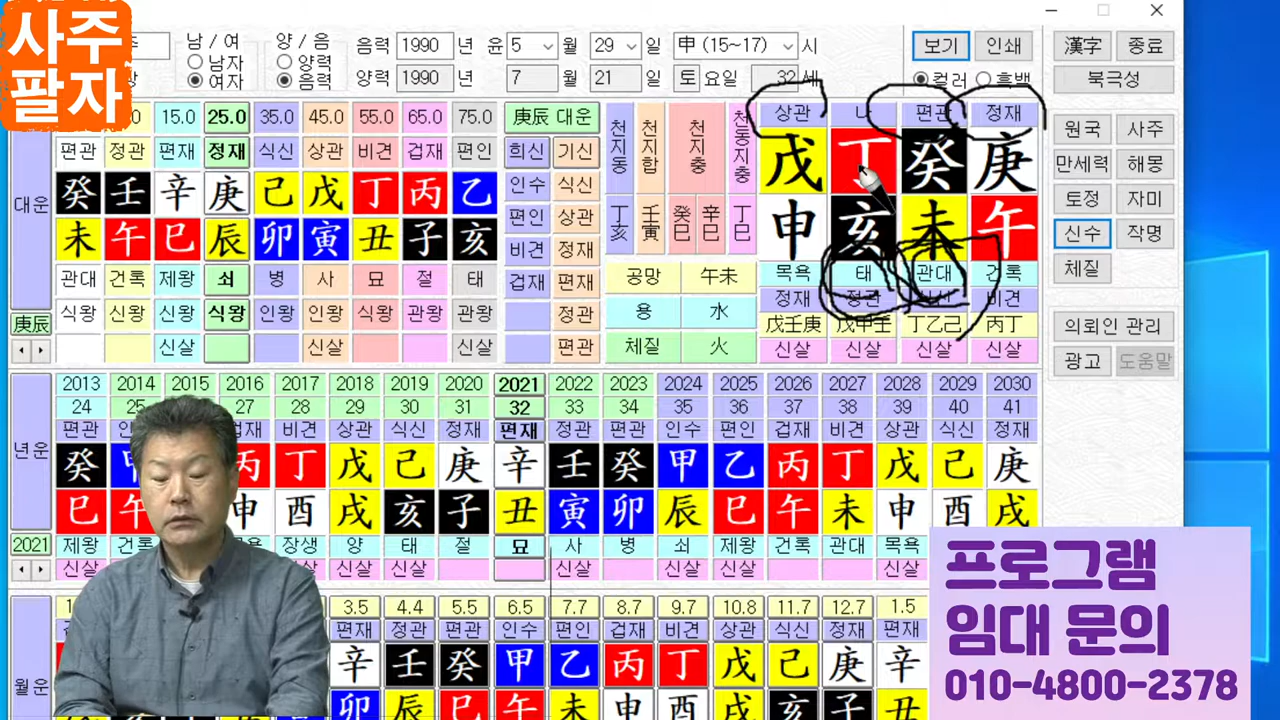 사주
팔자
남 / 여
남자
여자
양 / 음
양력
음력
음력 1990 년 윤 5 월 29 일 申 (15~17) 시
양력 1990 년 7 월 21 일 토 요일 32 세
보기 인쇄
컬러 흑백
漢字 종료
북극성
원국 사주
만세력 해몽
토정 자미
신수 작명
체질
의뢰인 관리
광고 도움말
15.0 25.0 35.0 45.0 55.0 65.0 75.0
편관 정관 편재 정재 식신 상관 비견 겁재 편인
대운
癸 壬 辛 庚 己 戊 丁 丙 乙
未 午 巳 辰 卯 寅 丑 子 亥
관대 건록 제왕 쇠 병 사 묘 절 태
식왕 신왕 신왕 식왕 인왕 인왕 식왕 관왕 관왕
庚辰
신살 신살 신살
庚辰 대운
희신 기신
인수 식신
편인 상관
비견 정재
겁재 편재
정관
편관
천지동 천지합 천지충 천동지충
丁亥 壬寅 癸巳 辛巳 丁巳
공망 午未
용 水
체질 火
상관 나 편관 정재
戊 丁 癸 庚
申 亥 未 午
목욕 태 관대 건록
정재 정관 식신 비견
戊壬庚 戊甲壬 丁乙己 丙丁
신살 신살 신살 신살
년운
2013 2014 2015 2016 2017 2018 2019 2020 2021 2022 2023 2024 2025 2026 2027 2028 2029 2030
24 25 27 28 29 30 31 32 33 34 35 36 37 38 39 40 41
편관 겁재 비견 상관 식신 정재 편재 정관 편관 인수 편인 겁재 비견 상관 식신 정재
癸 甲 丙 丁 戊 己 庚 辛 壬 癸 甲 乙 丙 丁 戊 己 庚
巳 午 申 酉 戌 亥 子 丑 寅 卯 辰 巳 午 未 申 酉 戌
2021
제왕 건록 장생 양 태 절 묘 사 병 쇠 제왕 건록 관대 목욕
신살 신살 신살 신살 신살 신살 신살 신살 신살
월운
3.5 4.4 5.5 6.5 7.7 8.7 9.7 10.8 11.7 12.7 1.5
편재 정관 편관 인수 편인 겁재 비견 상관 식신 정재 편재
辛 壬 癸 甲 乙 丙 丁 戊 己 庚 辛
卯 辰 巳 午 未 申 酉 戌 亥 子 丑
프로그램
임대 문의
010-4800-2378